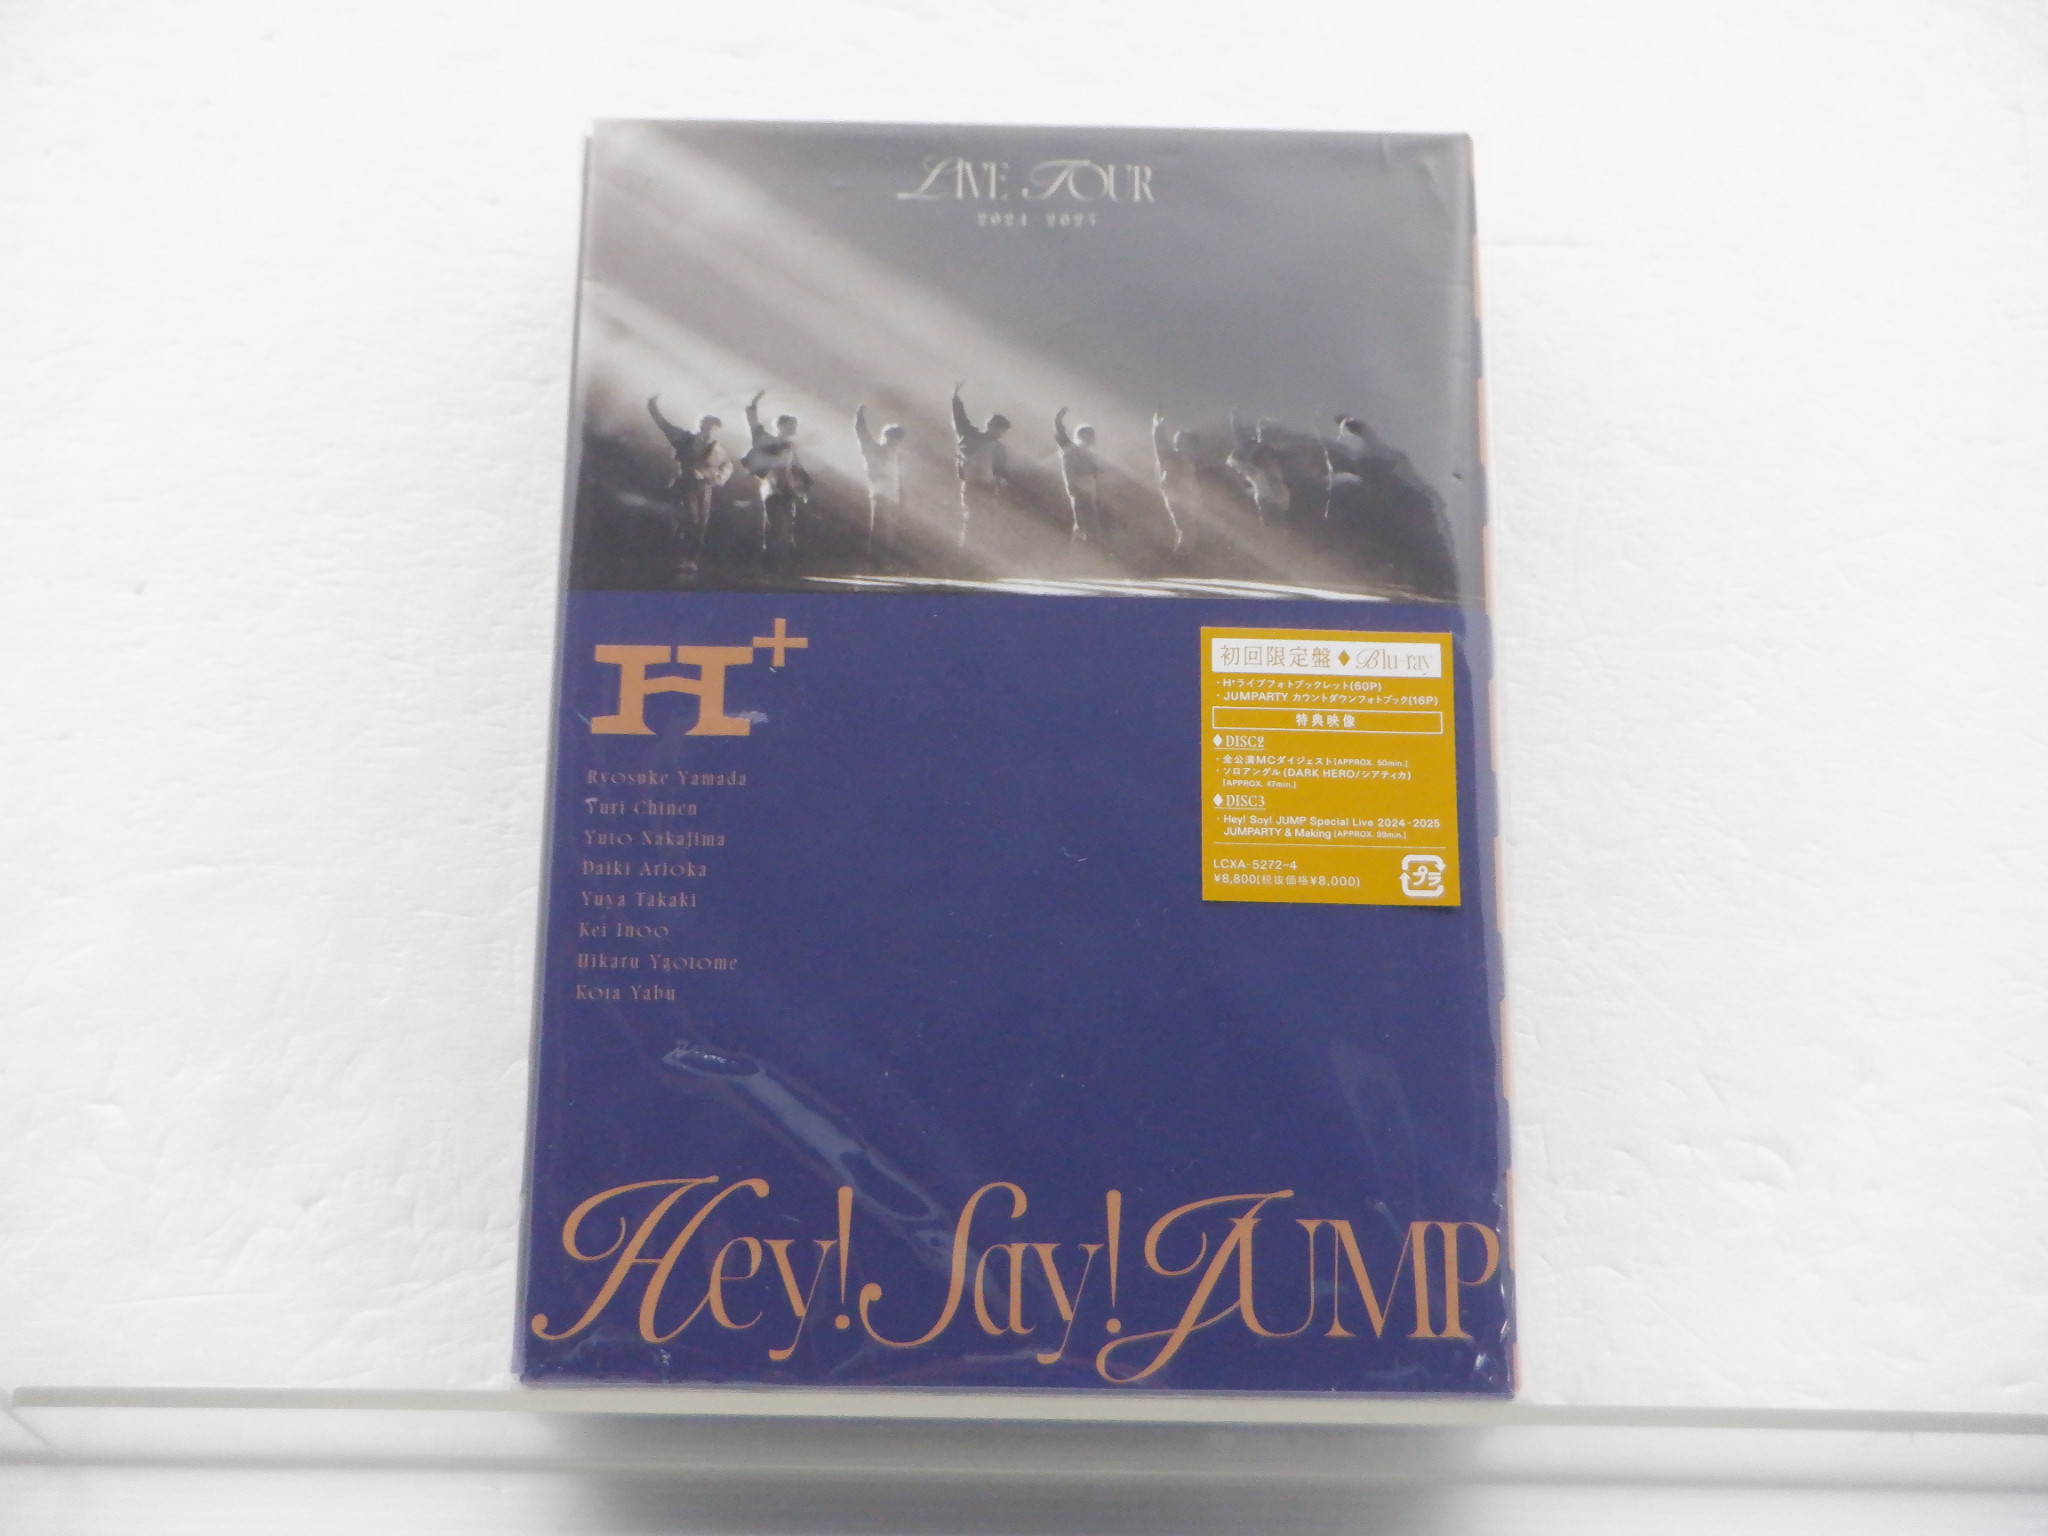 LIVE TOUR
2024-2025
H+
Ryosuke Yamada
Yuri Chinen
Yuto Nakajima
Daiki Arioka
Yuya Takaki
Kei Inoo
Hikaru Yaotome
Kota Yabu
初回限定盤♦Blu-ray
・H+ライブフォトブックレット(60P)
・JUMPARTY カウントダウンフォトブック(16P)
特典映像
♦DISC2
・全公演MCダイジェスト[APPROX. 50min.]
・ソロアングル(DARK HERO/シアティカ)
[APPROX. 47min.]
♦DISC3
・Hey! Say! JUMP Special Live 2024-2025
JUMPARTY & Making [APPROX. 98min.]
LCXA-5272-4
¥8,800(税抜価格¥8,000)
プラ
Hey! Say! JUMP